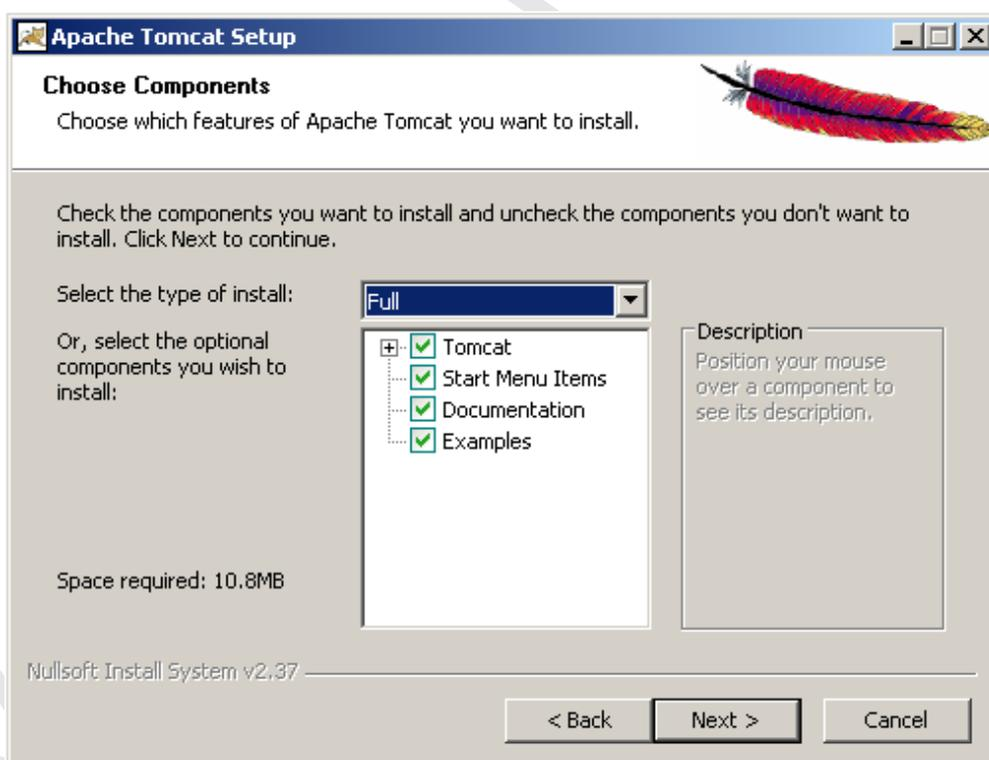 Apache Tomcat Setup
Choose Components
Choose which features of Apache Tomcat you want to install.
Check the components you want to install and uncheck the components you don't want to
install. Click Next to continue.
Select the type of install:
Full
Or, select the optional
components you wish to
install:
Tomcat
Start Menu Items
Documentation
Examples
Description
Position your mouse
over a component to
see its description.
Space required: 10.8MB
Nullsoft Install System v2.37
< Back
Next >
Cancel